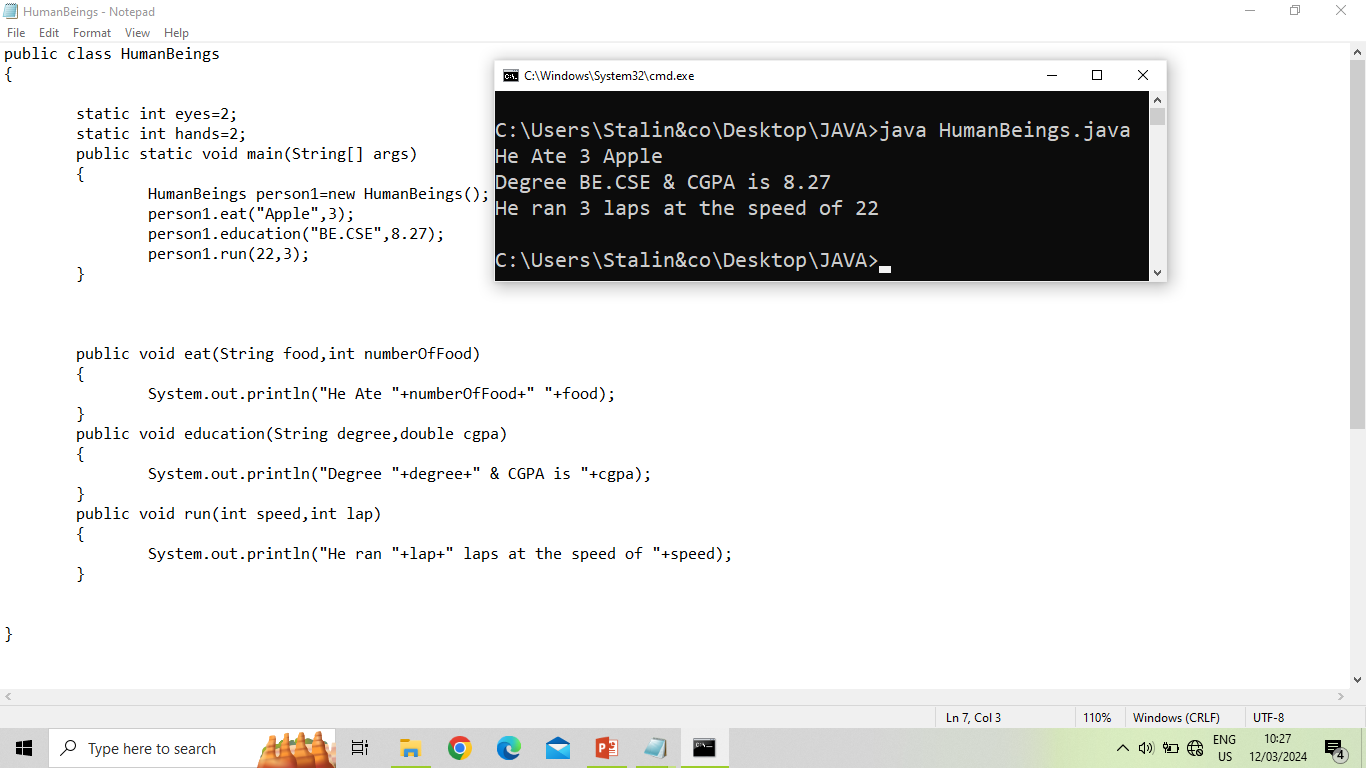 HumanBeings - Notepad
File Edit Format View Help
public class HumanBeings
{
static int eyes=2;
static int hands=2;
public static void main(String[] args)
{
HumanBeings person1=new HumanBeings();
person1.eat("Apple",3);
person1.education("BE.CSE",8.27);
person1.run(22,3);
}
public void eat(String food,int numberOfFood)
{
System.out.println("He Ate "+numberOfFood+" "+food);
}
public void education(String degree,double cgpa)
{
System.out.println("Degree "+degree+" & CGPA is "+cgpa);
}
public void run(int speed,int lap)
{
System.out.println("He ran "+lap+" laps at the speed of "+speed);
}
}
C:\Windows\System32\cmd.exe
C:\Users\Stalin&co\Desktop\JAVA>java HumanBeings.java
He Ate 3 Apple
Degree BE.CSE & CGPA is 8.27
He ran 3 laps at the speed of 22
C:\Users\Stalin&co\Desktop\JAVA>
Ln 7, Col 3 110% Windows (CRLF) UTF-8
Type here to search
ENG
US
10:27
12/03/2024
4